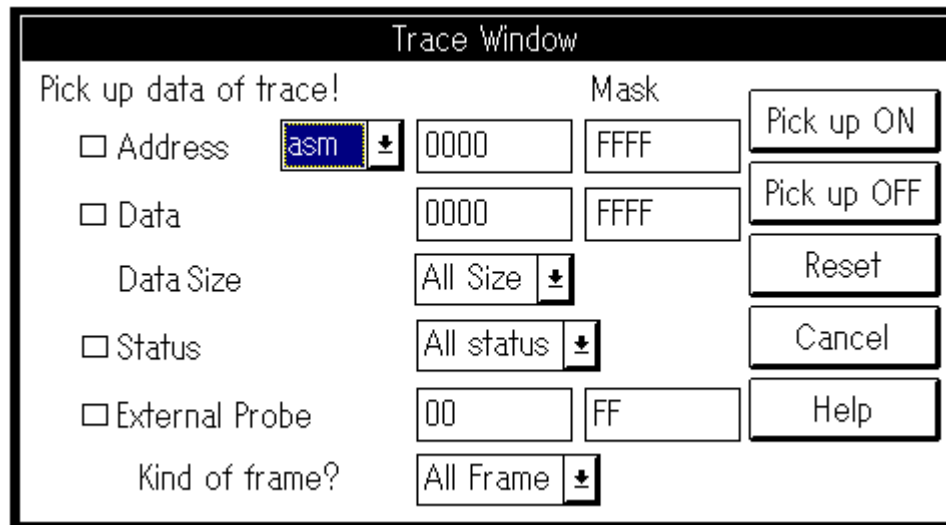 Trace Window
Pick up data of trace! Mask
Address asm 0000 FFFF Pick up ON
Data 0000 FFFF Pick up OFF
Data Size All Size Reset
Status All status Cancel
External Probe 00 FF Help
Kind of frame? All Frame